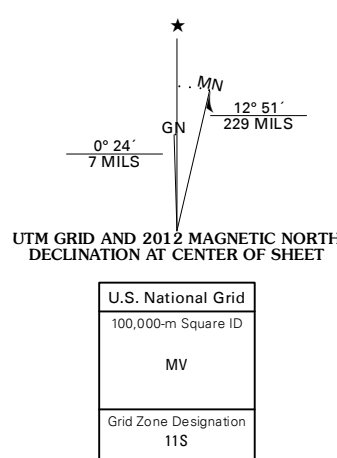 ★
MN
12° 51´
229 MILS
GN
0° 24´
7 MILS
UTM GRID AND 2012 MAGNETIC NORTH
DECLINATION AT CENTER OF SHEET
U.S. National Grid
100,000-m Square ID
MV
Grid Zone Designation
11S